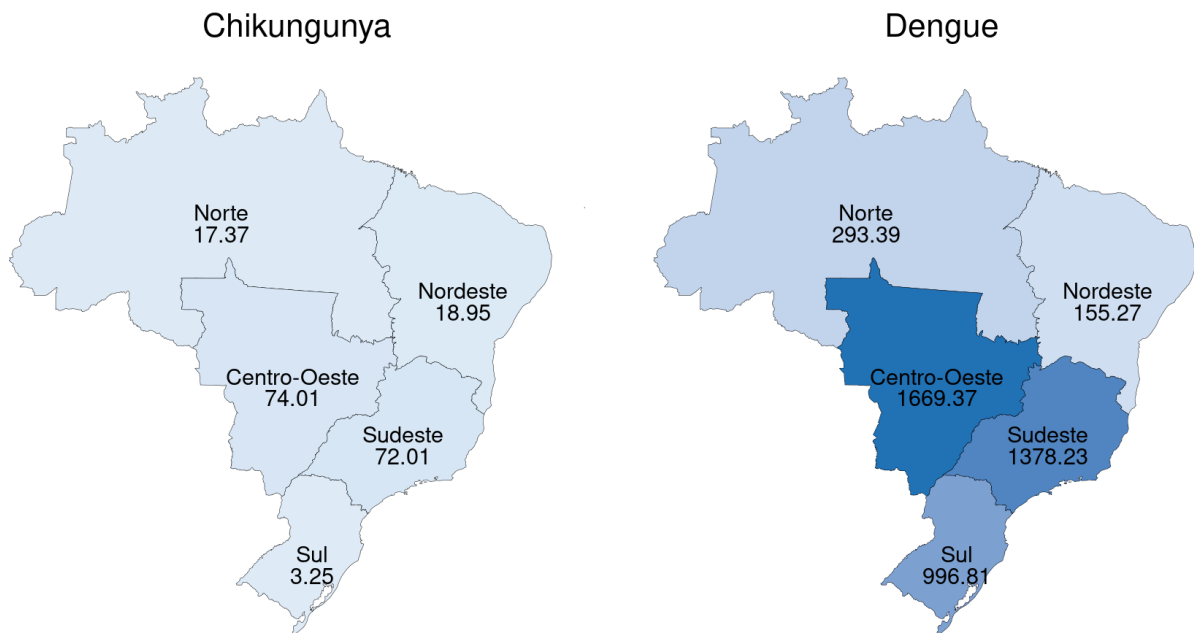 Chikungunya
Norte
17.37
Nordeste
18.95
Centro-Oeste
74.01
Sudeste
72.01
Sul
3.25
Dengue
Norte
293.39
Nordeste
155.27
Centro-Oeste
1669.37
Sudeste
1378.23
Sul
996.81